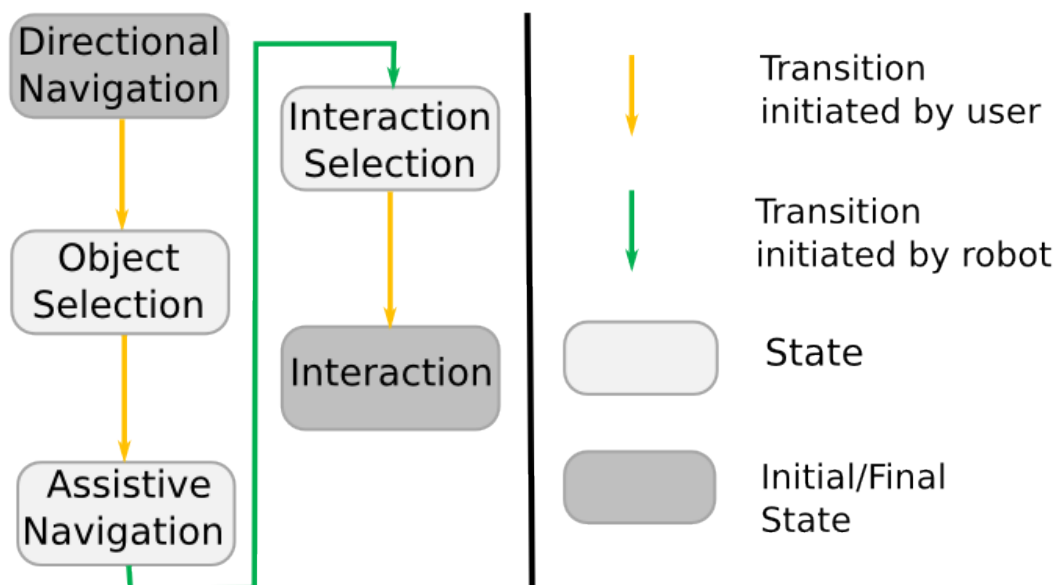 Directional
Navigation
Object
Selection
Assistive
Navigation
Interaction
Selection
Interaction
Transition
initiated by user
Transition
initiated by robot
State
Initial/Final
State